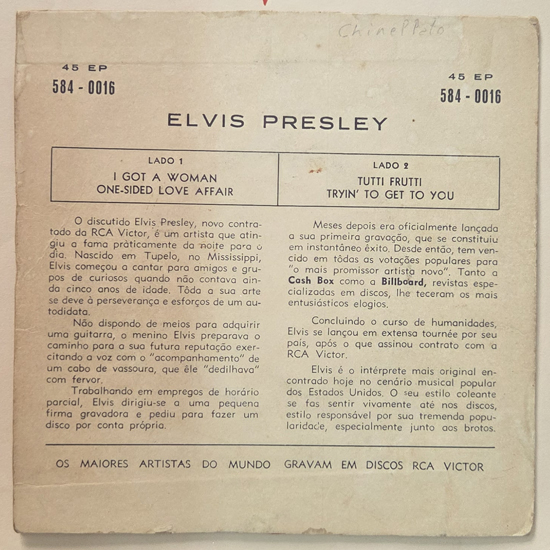 Chinellato
45 EP
584 - 0016
45 EP
584 - 0016
ELVIS PRESLEY
LADO 1
I GOT A WOMAN
ONE-SIDED LOVE AFFAIR
LADO 2
TUTTI FRUTTI
TRYIN' TO GET TO YOU
O discutido Elvis Presley, novo contra-
tado da RCA Victor, é um artista que atin-
giu a fama pràticamente da noite para o
dia. Nascido em Tupelo, no Mississippi,
Elvis começou a cantar para amigos e gru-
pos de curiosos quando não contava ain-
da cinco anos de idade. Tôda a sua arte
se deve à perseverança e esforços de um au-
todidata.
Não dispondo de meios para adquirir
uma guitarra, o menino Elvis preparava o
caminho para a sua futura reputação exer-
citando a voz com o "acompanhamento" de
um cabo de vassoura, que êle "dedilhava"
com fervor.
Trabalhando em empregos de horário
parcial, Elvis dirigiu-se a uma pequena
firma gravadora e pediu para fazer um
disco por conta própria.
Meses depois era oficialmente lançada
a sua primeira gravação, que se constituiu
em instantâneo êxito. Desde então, tem ven-
cido em tôdas as votações populares para
"o mais promissor artista novo". Tanto a
Cash Box como a Billboard, revistas espe-
cializadas em discos, lhe teceram os mais
entusiásticos elogios.
Concluindo o curso de humanidades,
Elvis se lançou em extensa tournée por seu
país, após o que assinou contrato com a
RCA Victor.
Elvis é o intérprete mais original en-
contrado hoje no cenário musical popular
dos Estados Unidos. O seu estilo coleante
se fas sentir vivamente até nos discos,
estilo responsável por sua tremenda popu-
laridade, especialmente junto aos brotos.
OS MAIORES ARTISTAS DO MUNDO GRAVAM EM DISCOS RCA VICTOR